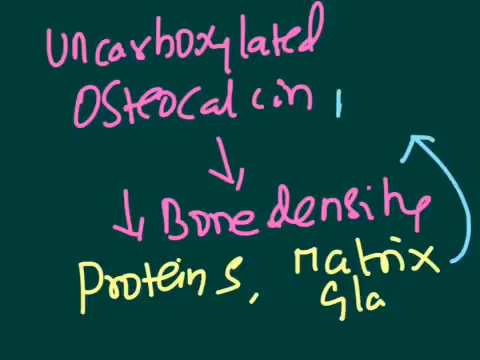 Uncarboxylated
Osteocalcin
↓
↓ Bone density
Proteins, Matrix
Gla